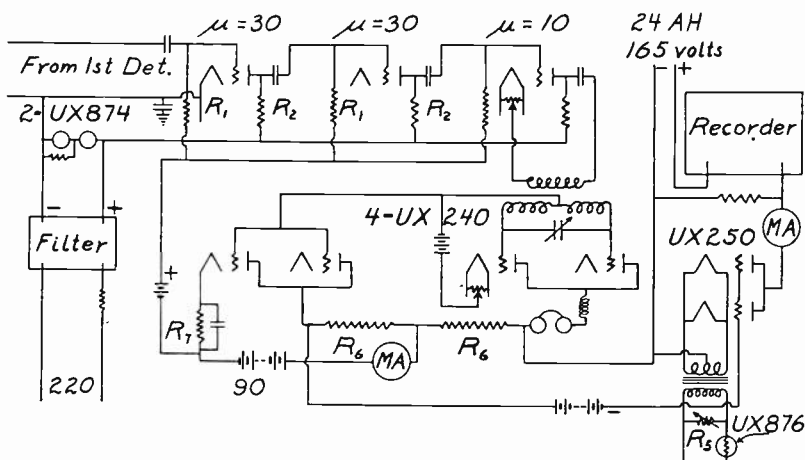 μ=30
μ=30
μ=10
24 AH
165 volts
- +
From 1st Det.
R1
R2
R1
R2
2-UX874
Recorder
- +
Filter
4-UX 240
UX250
MA
+
R7
R6
MA
R6
90
220
-
R5
UX876